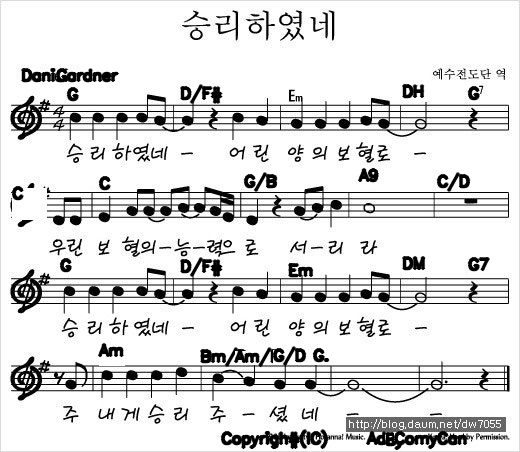 승리하였네
DaniGardner
예수전도단 역
G D/F# Em DH G7
승리하였네- 어린 양의보혈로 -
C C G/B A9 C/D
우린 보 혈의-능-력으 로 서-리 라
G D/F# Em DM G7
승리하였네- 어린 양의보혈로 -
Am Bm/Am/G/D G.
주 내게승리 주-셨네- - -
http://blog.daum.net/dw7055
Music. by Permission.